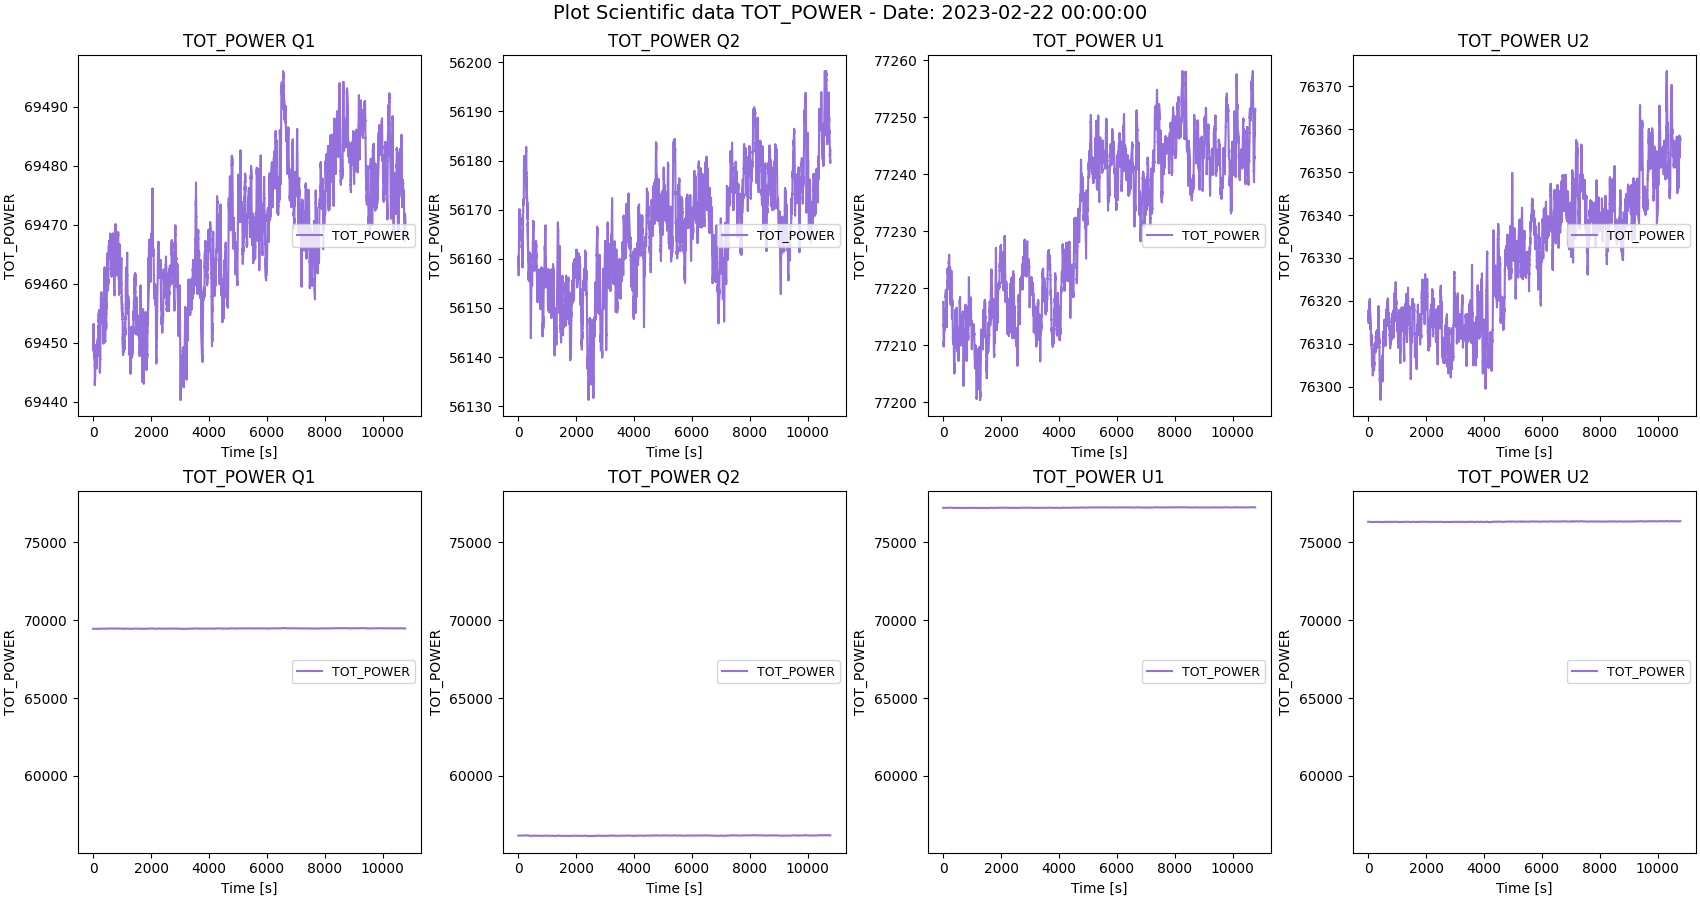 Plot Scientific data TOT_POWER - Date: 2023-02-22 00:00:00
TOT_POWER Q1
TOT_POWER
69490
69480
69470
69460
69450
69440
TOT_POWER
0 2000 4000 6000 8000 10000
Time [s]
TOT_POWER Q2
TOT_POWER
56200
56190
56180
56170
56160
56150
56140
56130
TOT_POWER
0 2000 4000 6000 8000 10000
Time [s]
TOT_POWER U1
TOT_POWER
77260
77250
77240
77230
77220
77210
77200
TOT_POWER
0 2000 4000 6000 8000 10000
Time [s]
TOT_POWER U2
TOT_POWER
76370
76360
76350
76340
76330
76320
76310
76300
TOT_POWER
0 2000 4000 6000 8000 10000
Time [s]
TOT_POWER Q1
TOT_POWER
75000
70000
65000
60000
TOT_POWER
0 2000 4000 6000 8000 10000
Time [s]
TOT_POWER Q2
TOT_POWER
75000
70000
65000
60000
TOT_POWER
0 2000 4000 6000 8000 10000
Time [s]
TOT_POWER U1
TOT_POWER
75000
70000
65000
60000
TOT_POWER
0 2000 4000 6000 8000 10000
Time [s]
TOT_POWER U2
TOT_POWER
75000
70000
65000
60000
TOT_POWER
0 2000 4000 6000 8000 10000
Time [s]